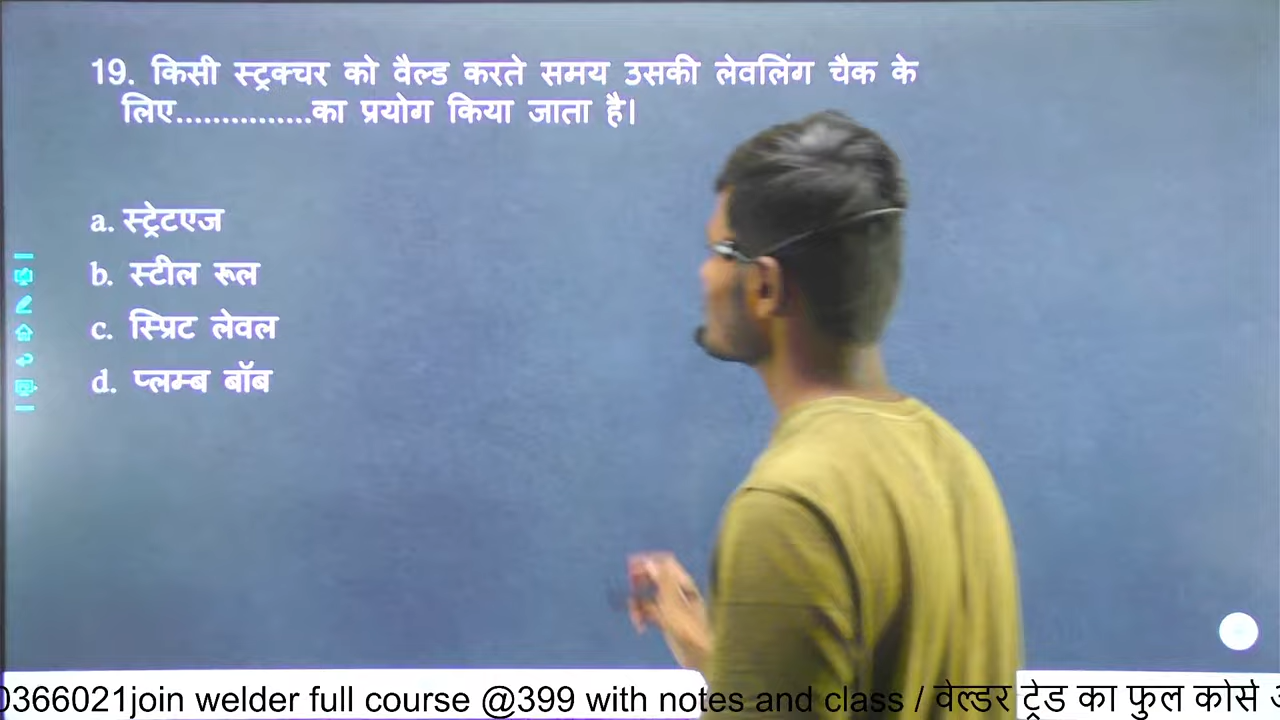 19. किसी स्ट्रक्चर को वैल्ड करते समय उसकी लेवलिंग चैक के
लिए...............का प्रयोग किया जाता है।
a. स्ट्रेटएज
b. स्टील रूल
c. स्प्रिट लेवल
d. प्लम्ब बॉब
0366021join welder full course @399 with notes and class / वेल्डर ट्रेड का फुल कोर्स